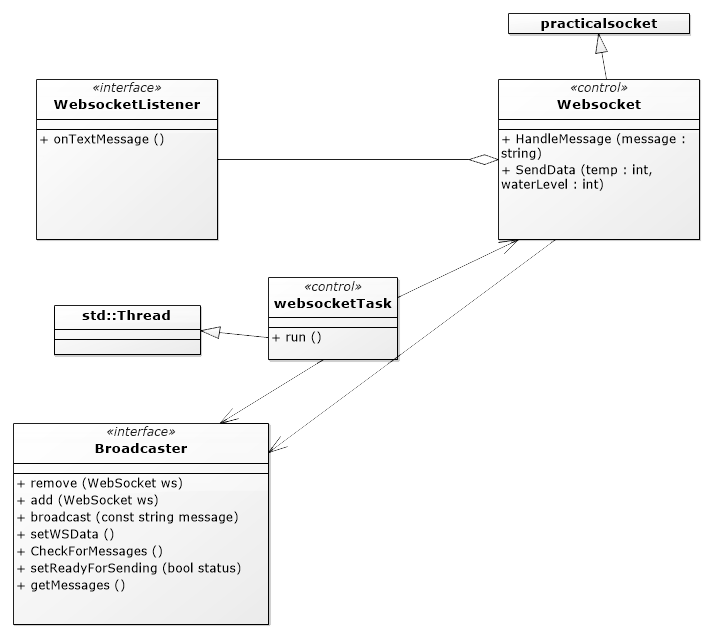 practicalsocket
«interface»
WebsocketListener
+ onTextMessage ()
«control»
Websocket
+ HandleMessage (message :
string)
+ SendData (temp : int,
waterLevel : int)
«control»
websocketTask
+ run ()
std::Thread
«interface»
Broadcaster
+ remove (WebSocket ws)
+ add (WebSocket ws)
+ broadcast (const string message)
+ setWSData ()
+ CheckForMessages ()
+ setReadyForSending (bool status)
+ getMessages ()